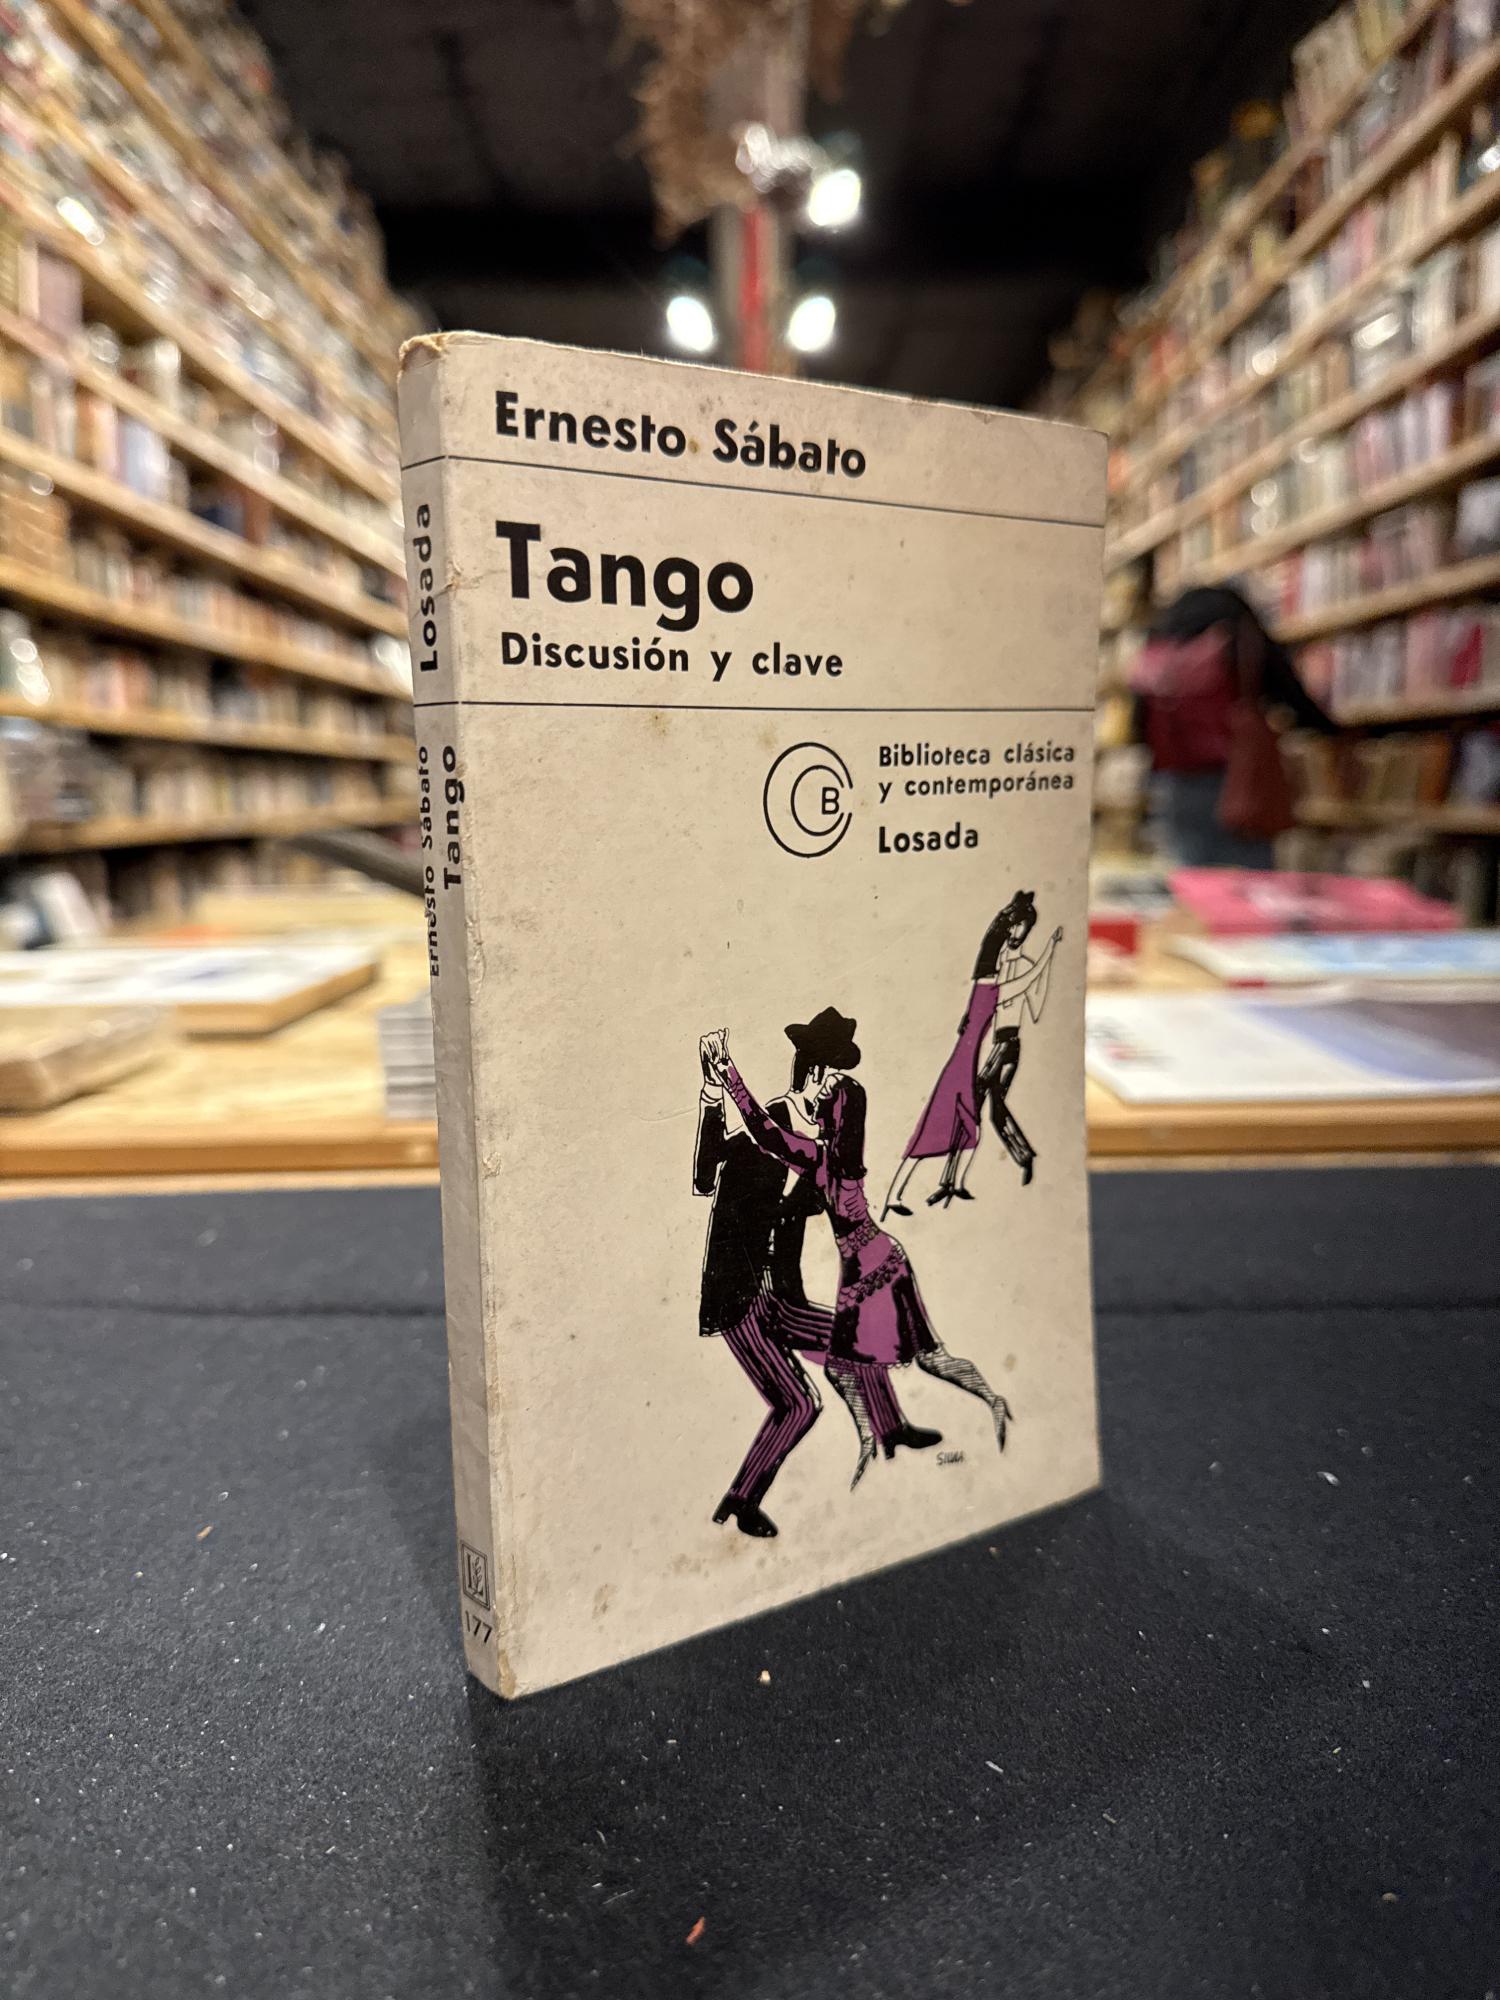 Ernesto Sábato
Tango
Discusión y clave
B
Biblioteca clásica
y contemporánea
Losada
Losada
Ernesto Sábato
Tango
177